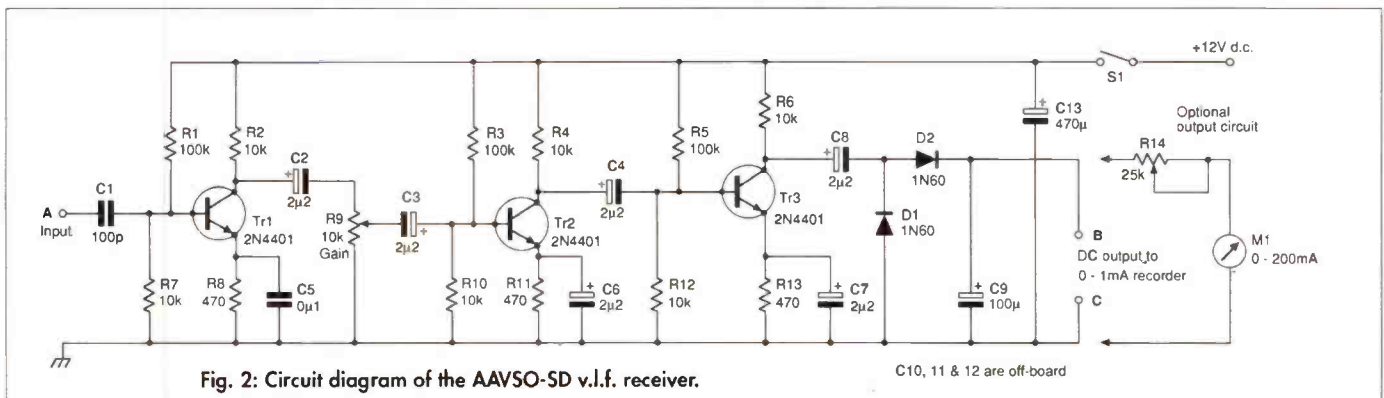 +12V d.c.
S1
R1
100k
R2
10k
R3
100k
R4
10k
R5
100k
R6
10k
C13
470µ
Optional
output circuit
R14
25k
C1
100p
A
Input
C2
2µ2
Tr1
2N4401
R9
10k
Gain
C3
2µ2
C4
2µ2
Tr2
2N4401
Tr3
2N4401
C8
2µ2
D2
1N60
D1
1N60
R7
10k
R8
470
C5
0µ1
R10
10k
R11
470
C6
2µ2
R12
10k
R13
470
C7
2µ2
C9
100µ
B
DC output to
0 - 1mA recorder
C
M1
0 - 200mA
C10, 11 & 12 are off-board
Fig. 2: Circuit diagram of the AAVSO-SD v.l.f. receiver.